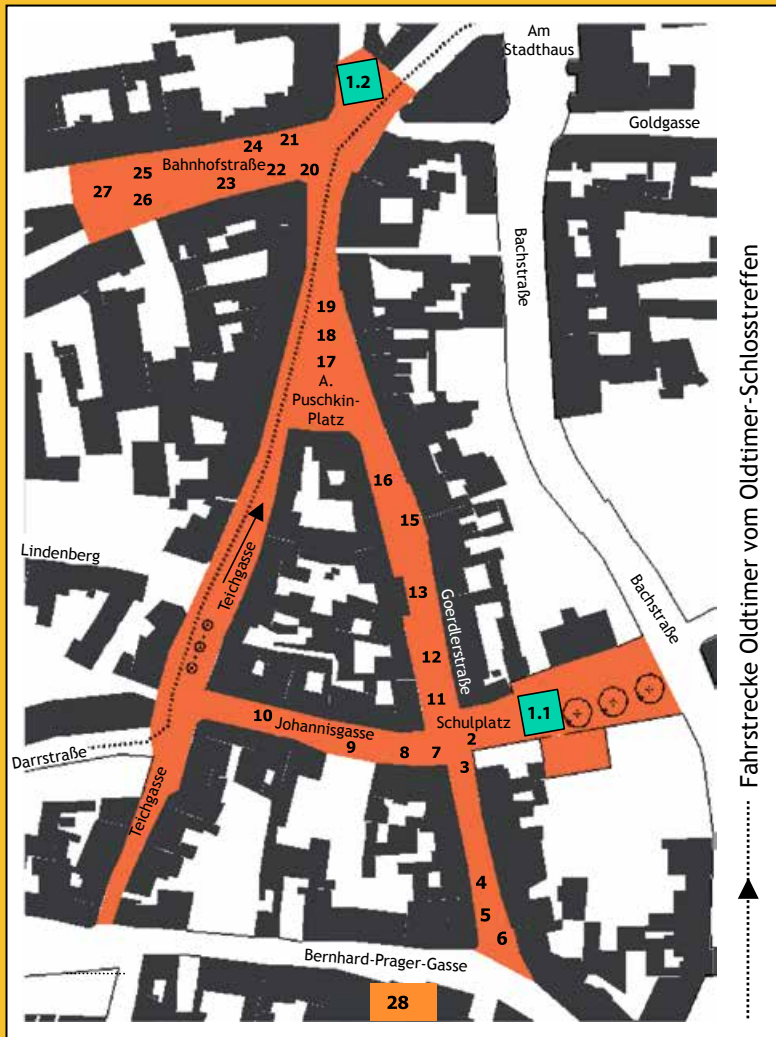 Am
Stadthaus
1.2
Goldgasse
24
21
Bahnhofstraße
22
20
25
23
27
26
Bachstraße
19
18
17
A.
Puschkin-
Platz
16
15
Lindenberg
Teichgasse
13
Goerdlerstraße
Bachstraße
12
11
1.1
10
Johannisgasse
Schulplatz
2
9
8
7
3
Darrstraße
Teichgasse
4
5
6
Bernhard-Prager-Gasse
28
Fahrstrecke Oldtimer vom Oldtimer-Schlosstreffen